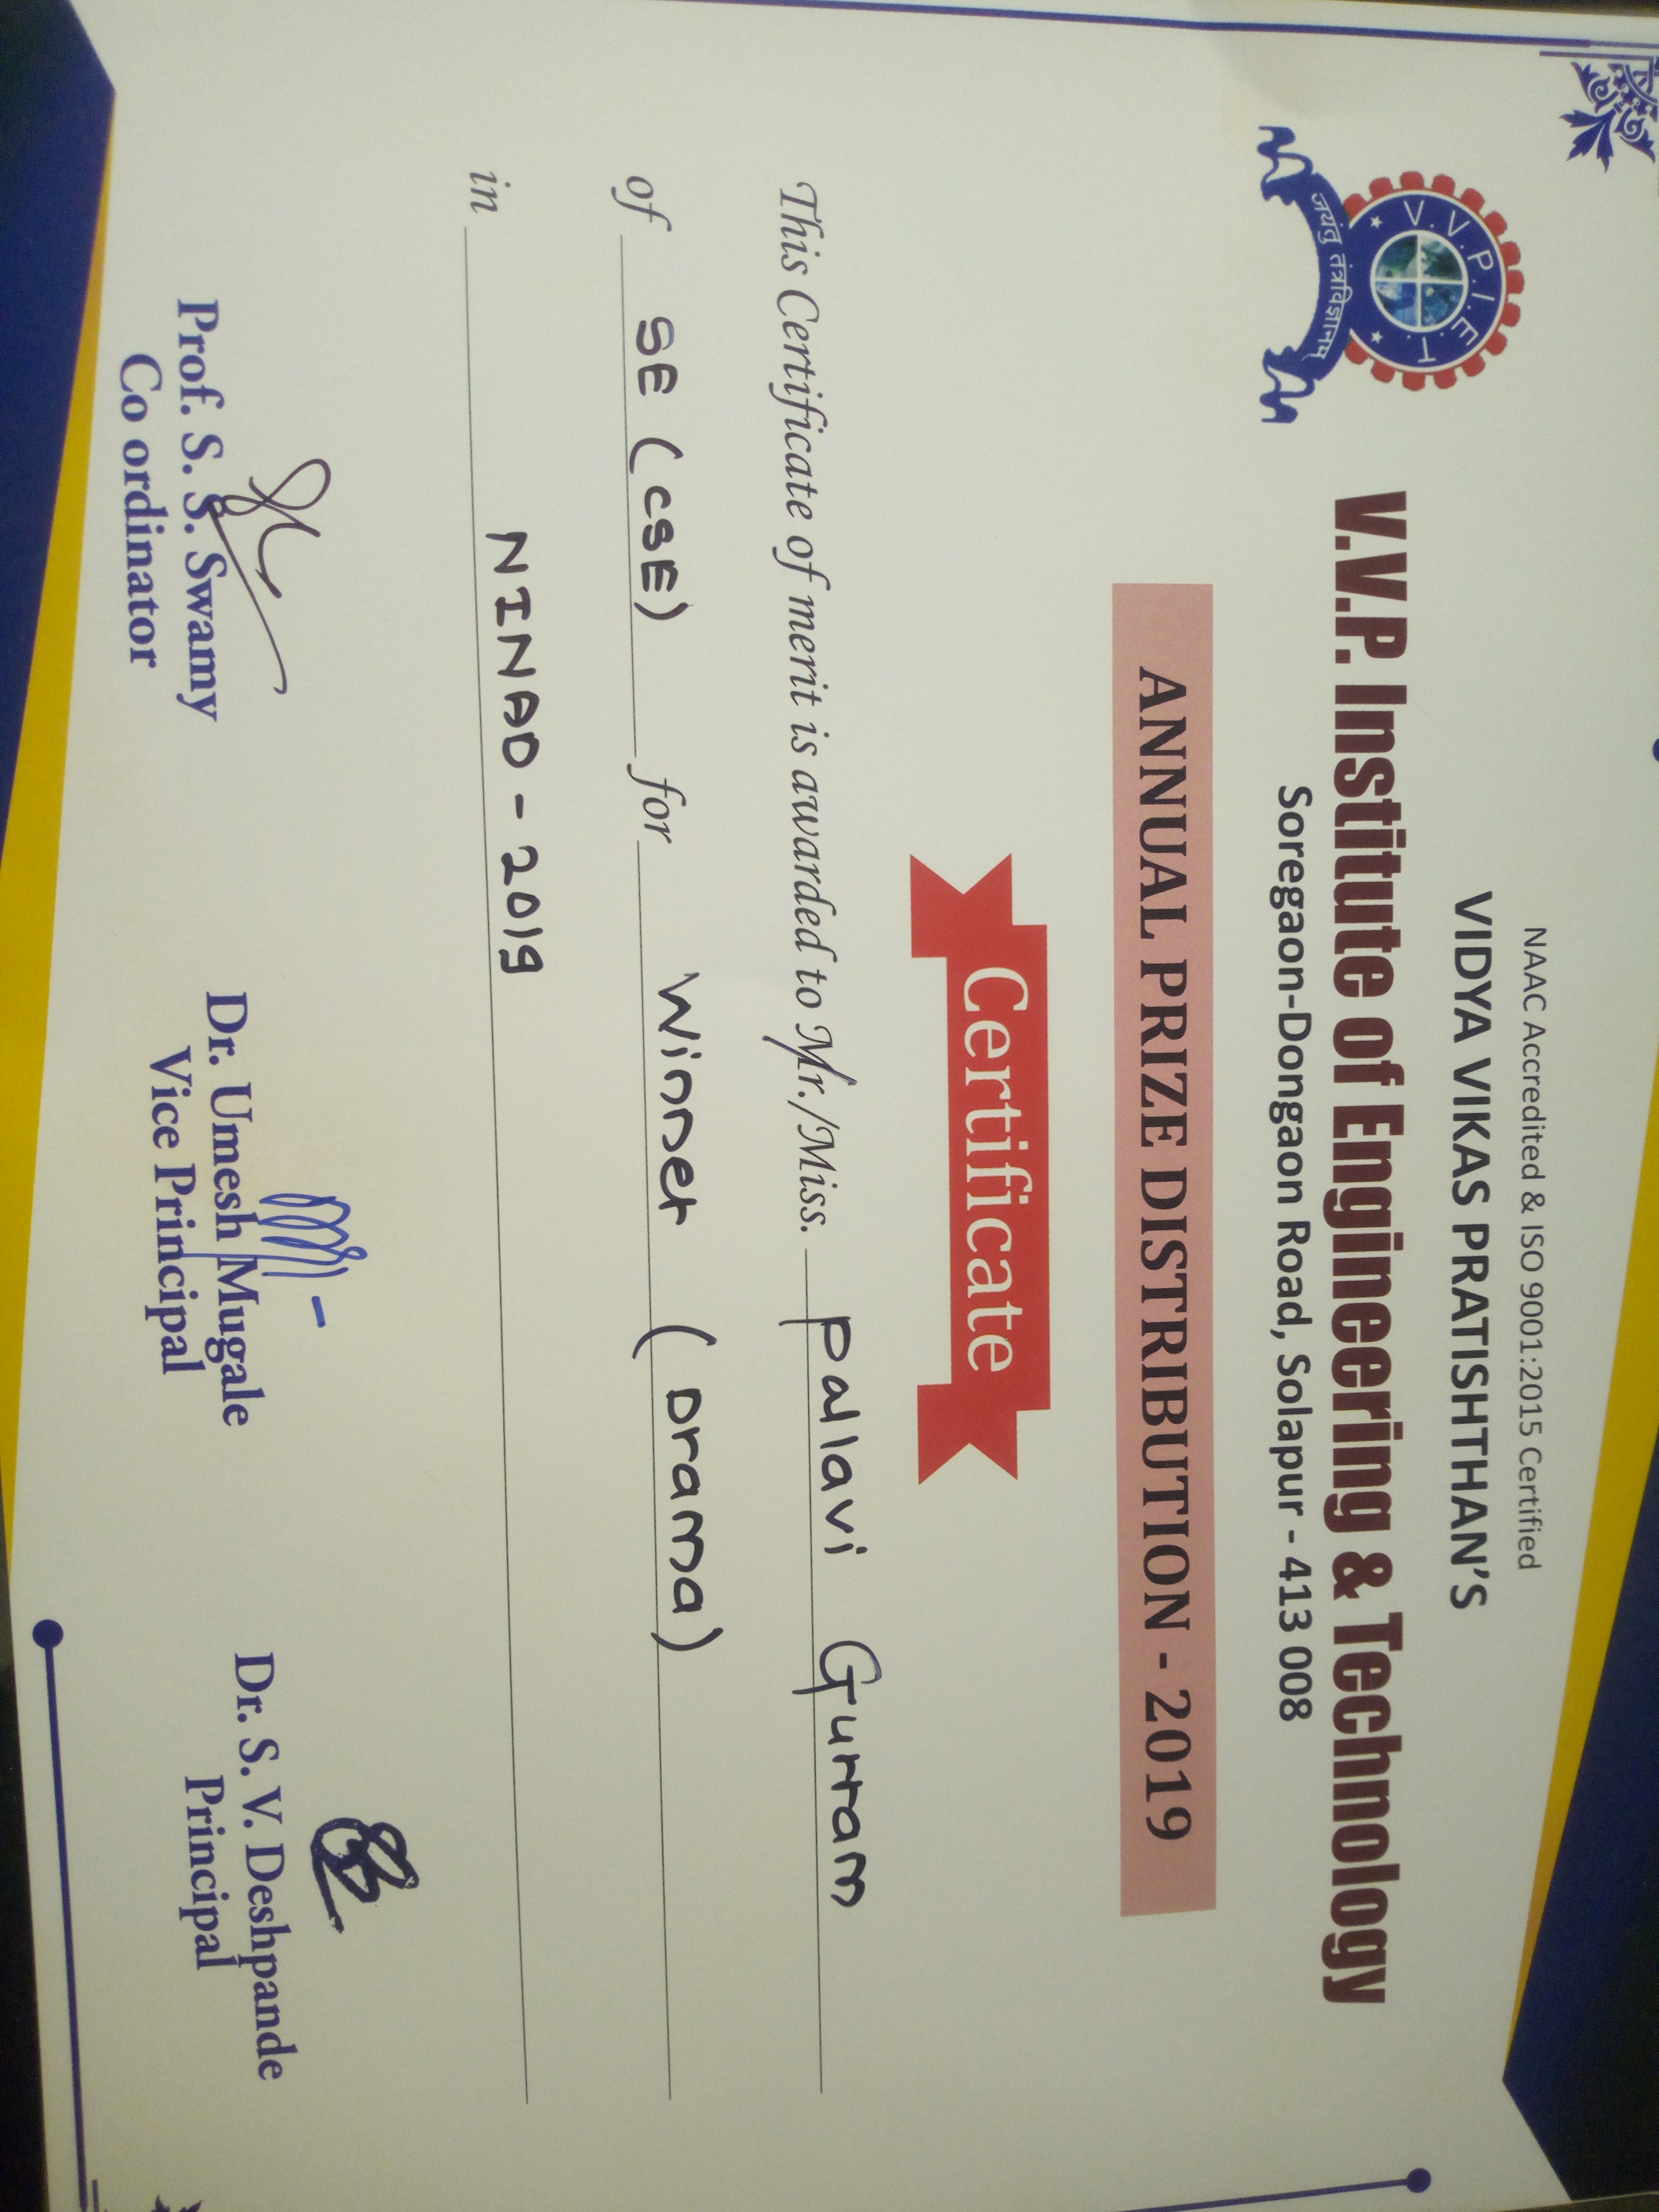 V.V.P.I.E.T.
जयंतु तंत्रविज्ञानम्
NAAC Accredited & ISO 9001:2015 Certified
VIDYA VIKAS PRATISHTHAN'S
V.V.P. Institute of Engineering & Technology
Soregaon-Dongaon Road, Solapur - 413 008
ANNUAL PRIZE DISTRIBUTION - 2019
Certificate
This Certificate of merit is awarded to Mr./Miss. Pallavi Gurram
of SE (CSE) for Winner (Drama)
in NINAD - 2019
Prof. S. S. Swamy
Co ordinator
Dr. Umesh Mugale
Vice Principal
Dr. S. V. Deshpande
Principal